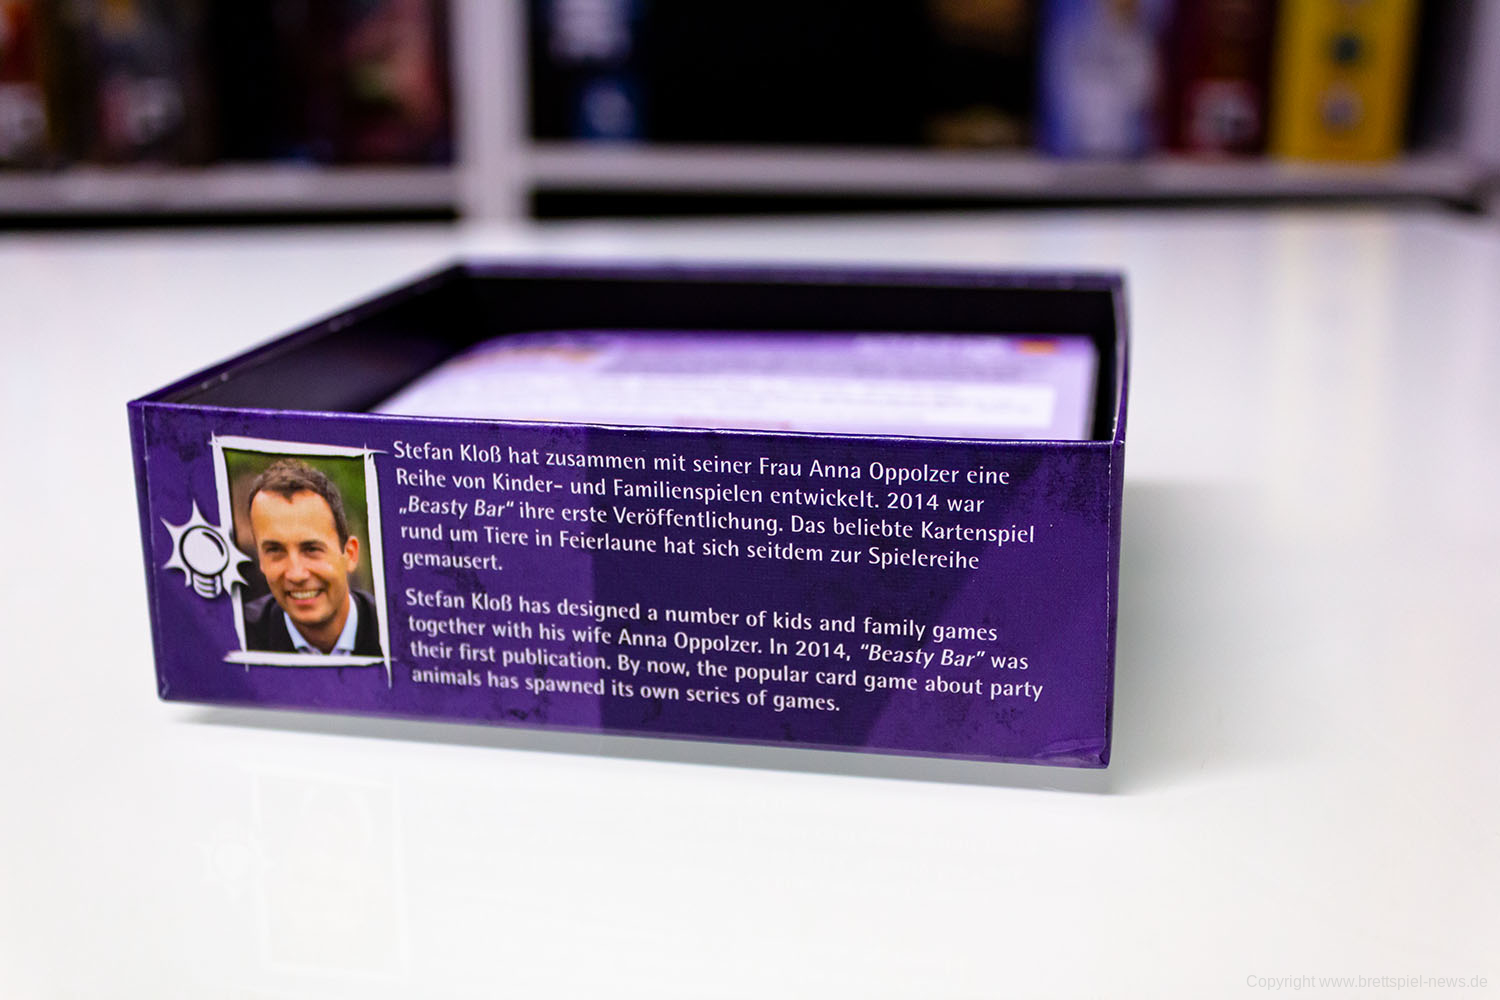 Stefan Kloß hat zusammen mit seiner Frau Anna Oppolzer eine
Reihe von Kinder- und Familienspielen entwickelt. 2014 war
„Beasty Bar“ ihre erste Veröffentlichung. Das beliebte Kartenspiel
rund um Tiere in Feierlaune hat sich seitdem zur Spielereihe
gemausert.
Stefan Kloß has designed a number of kids and family games
together with his wife Anna Oppolzer. In 2014, “Beasty Bar” was
their first publication. By now, the popular card game about party
animals has spawned its own series of games.
Copyright www.brettspiel-news.de